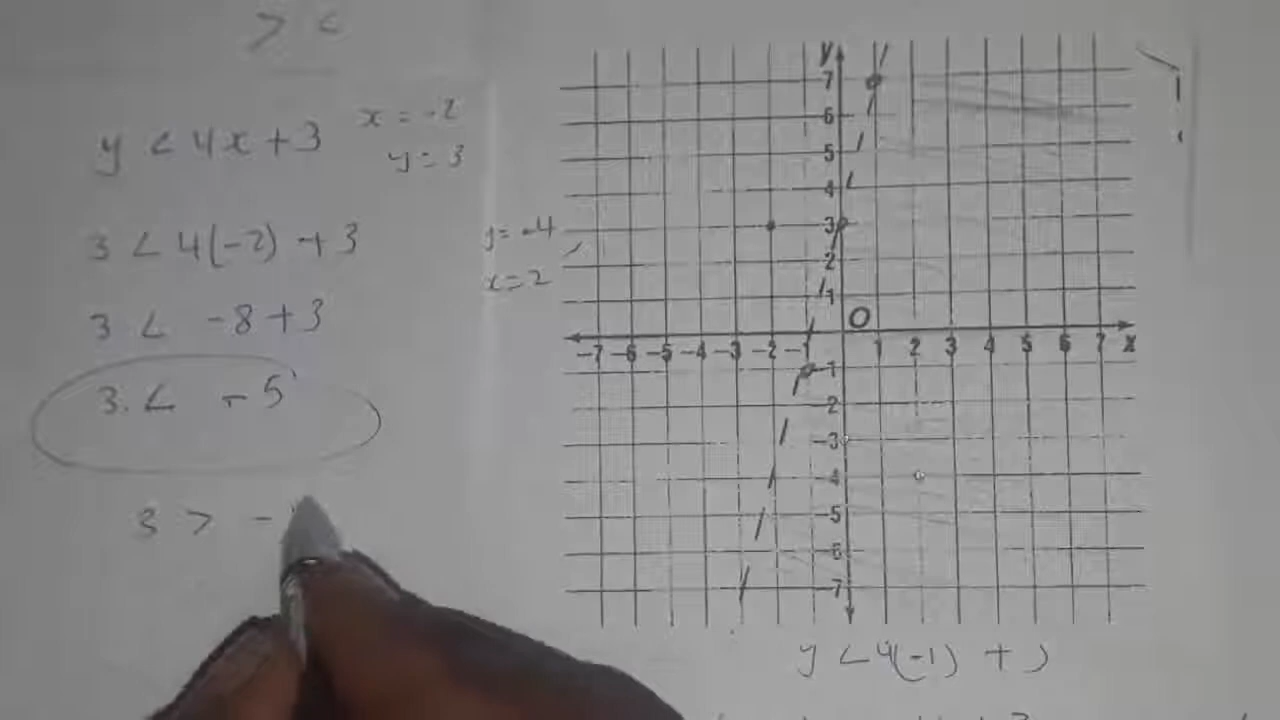 > <
y < 4x + 3
x = -2
y = 3
3 < 4(-2) + 3
3 < -8 + 3
3. < -5
3 > -
y = -4
x = 2
y
7
6
5
4
3
2
1
O
-7 -6 -5 -4 -3 -2 -1 1 2 3 4 5 6 7 x
-1
-2
-3
-4
-5
-6
-7
y < 4(-1) + 3